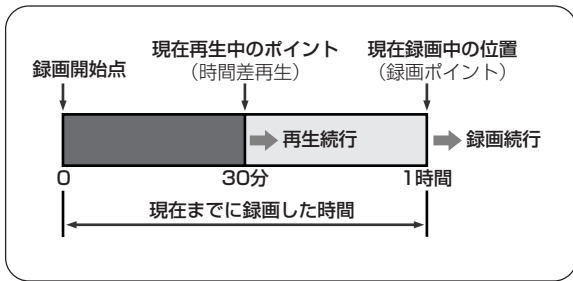 録画開始点
現在再生中のポイント
（時間差再生）
現在録画中の位置
（録画ポイント）
再生続行
録画続行
0
30分
1時間
現在までに録画した時間